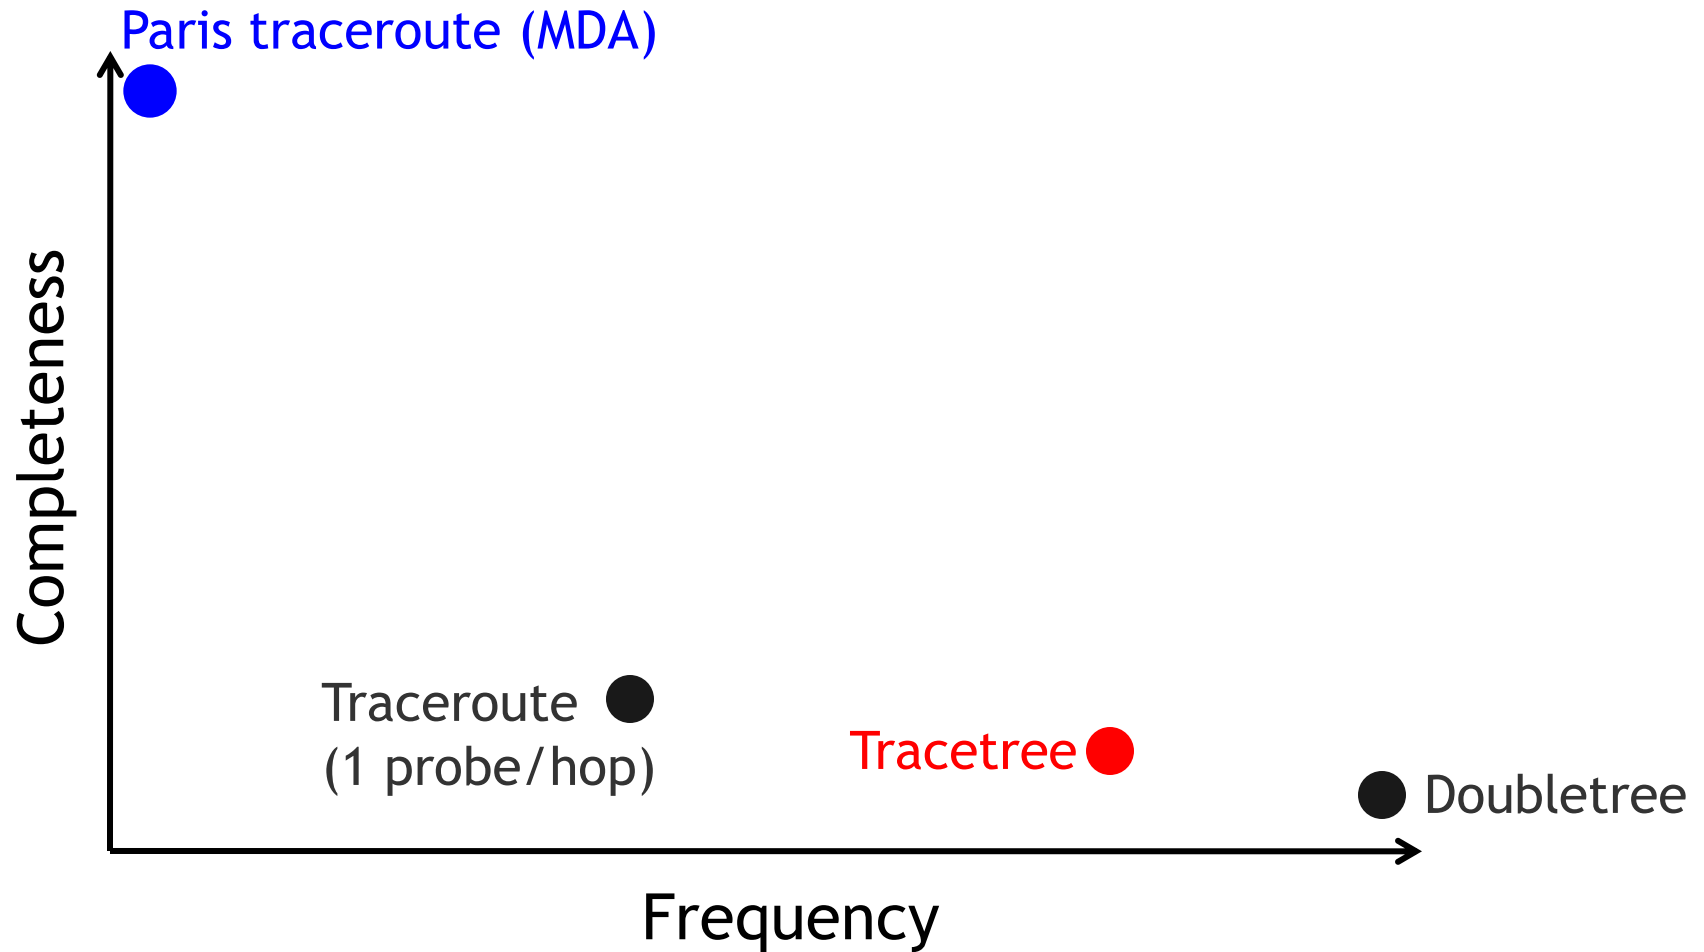 Paris traceroute (MDA)
Completeness
Traceroute
(1 probe/hop)
Tracetree
Doubletree
Frequency